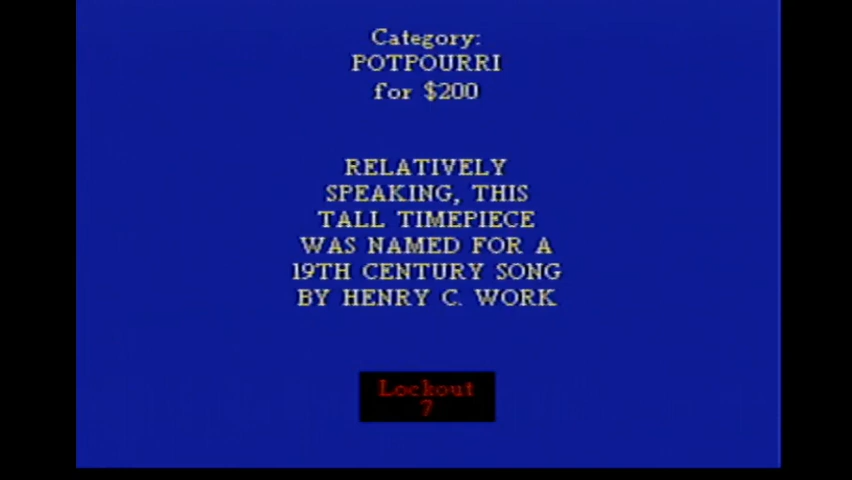 Category:
POTPOURRI
for $200
RELATIVELY
SPEAKING, THIS
TALL TIMEPIECE
WAS NAMED FOR A
19TH CENTURY SONG
BY HENRY C. WORK
Lockout
7